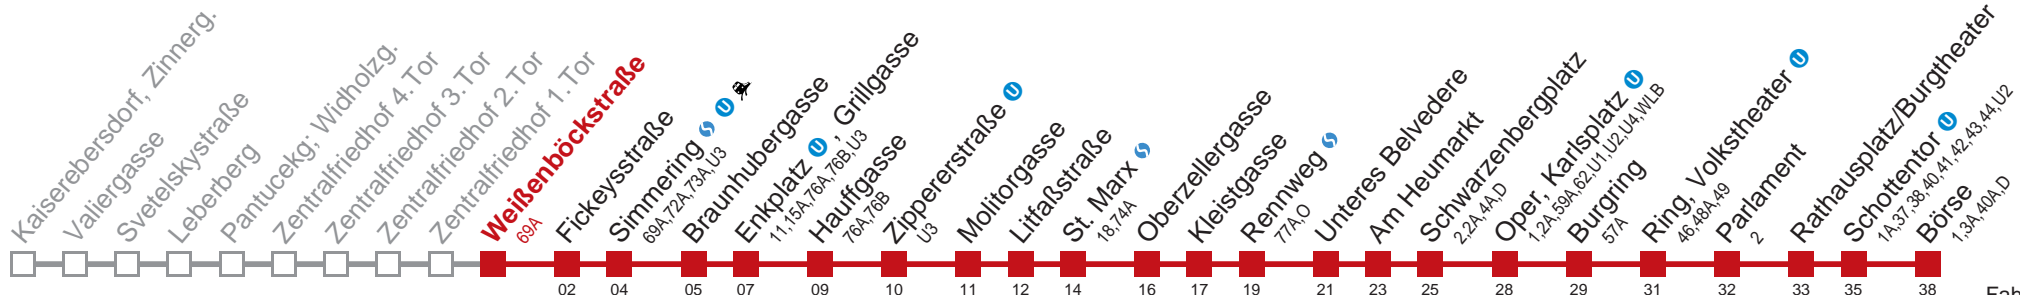 Kaiserebersdorf, Zinnerg.
Valiergasse
Svetelskystraße
Leberberg
Pantucekg; Widholzg.
Zentralfriedhof 4. Tor
Zentralfriedhof 3. Tor
Zentralfriedhof 2. Tor
Zentralfriedhof 1. Tor
Weißenböckstraße
69A
Fickeysstraße
Simmering S U
69A,72A,73A,U3
Braunhubergasse
Enkplatz U , Grillgasse
11,15A,76A,76B,U3
Hauffgasse
76A,76B
Zippererstraße U
U3
Molitorgasse
Litfaßstraße
St. Marx S
18,74A
Oberzellergasse
Kleistgasse
Rennweg S
77A,O
Unteres Belvedere
Am Heumarkt
Schwarzenbergplatz
2,2A,4A,D
Oper, Karlsplatz U
1,2A,59A,62,U1,U2,U4,WLB
Burgring
57A
Ring, Volkstheater U
46,48A,49
Parlament
2
Rathausplatz/Burgtheater
Schottentor U
1A,37,38,40,41,42,43,44,U2
Börse
1,3A,40A,D
02 04 05 07 09 10 11 12 14 16 17 19 21 23 25 28 29 31 32 33 35 38